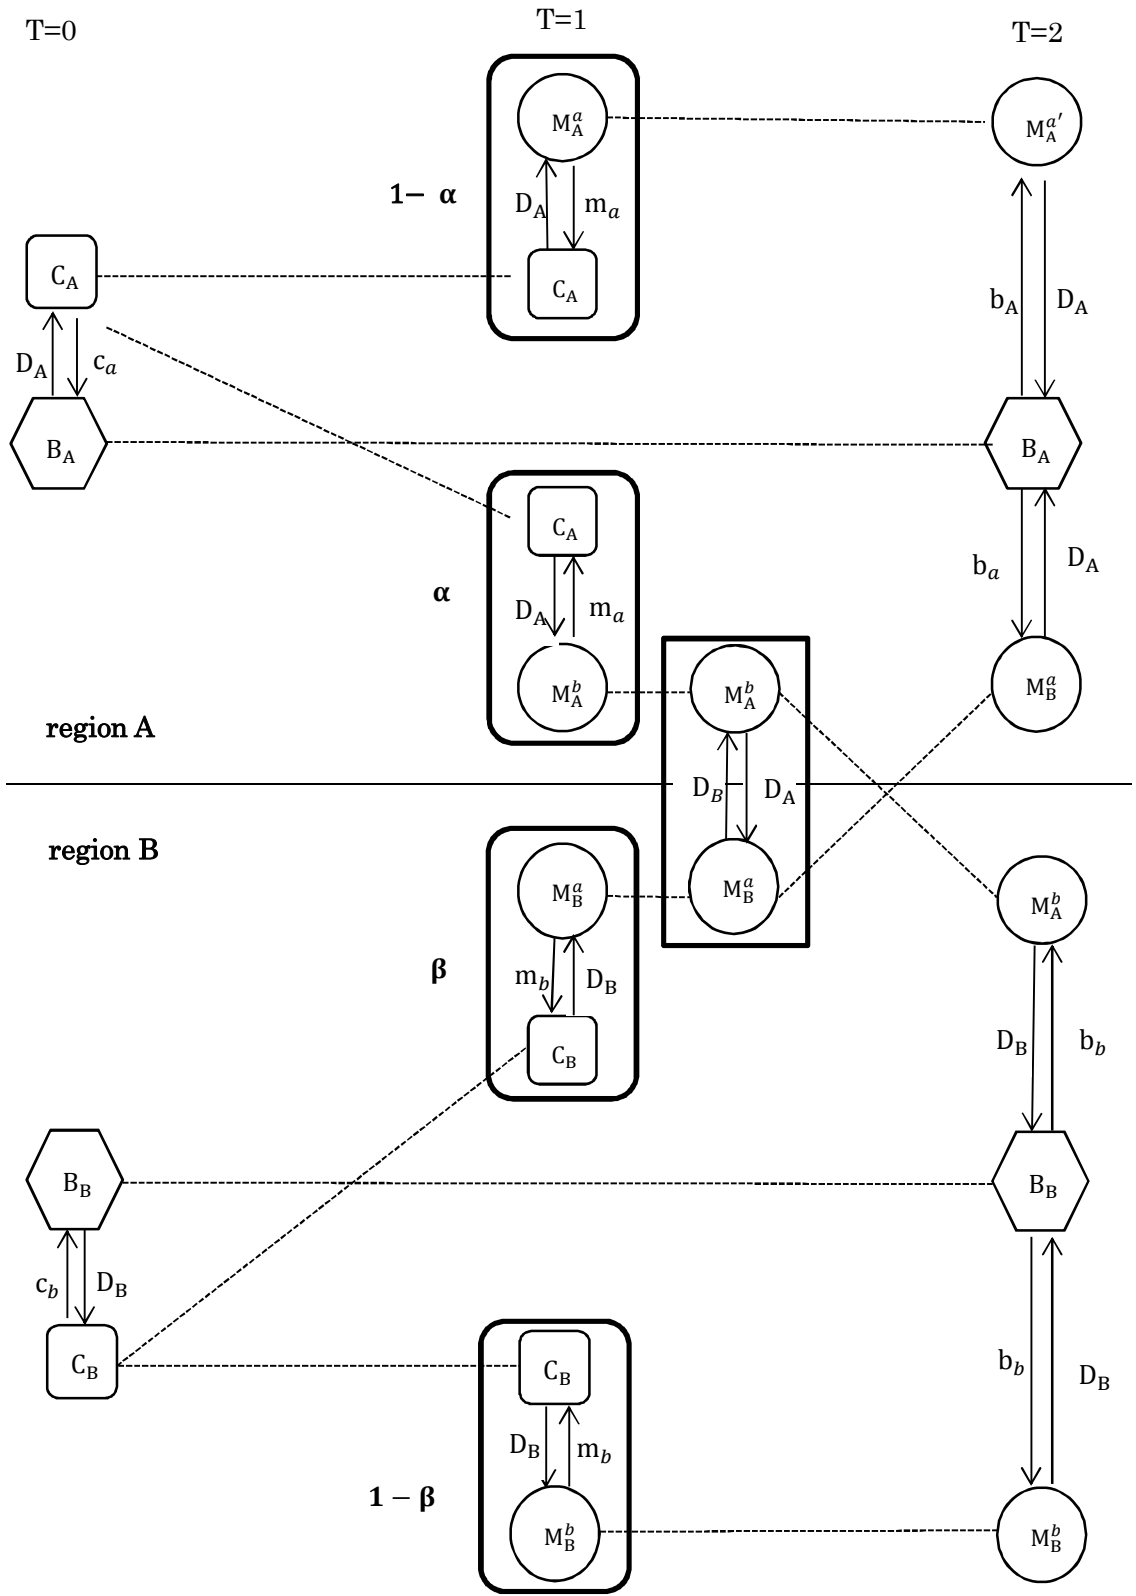 T=0
T=1
T=2
M_A^a
M_A^{a′}
1− α
D_A
m_a
C_A
C_A
b_A
D_A
D_A
c_a
B_A
B_A
C_A
α
D_A
m_a
b_a
D_A
M_A^b
M_A^b
M_B^a
region A
D_B
D_A
region B
M_B^a
M_B^a
M_A^b
β
m_b
D_B
C_B
D_B
b_b
B_B
B_B
c_b
D_B
C_B
C_B
b_b
D_B
D_B
m_b
1 − β
M_B^b
M_B^b